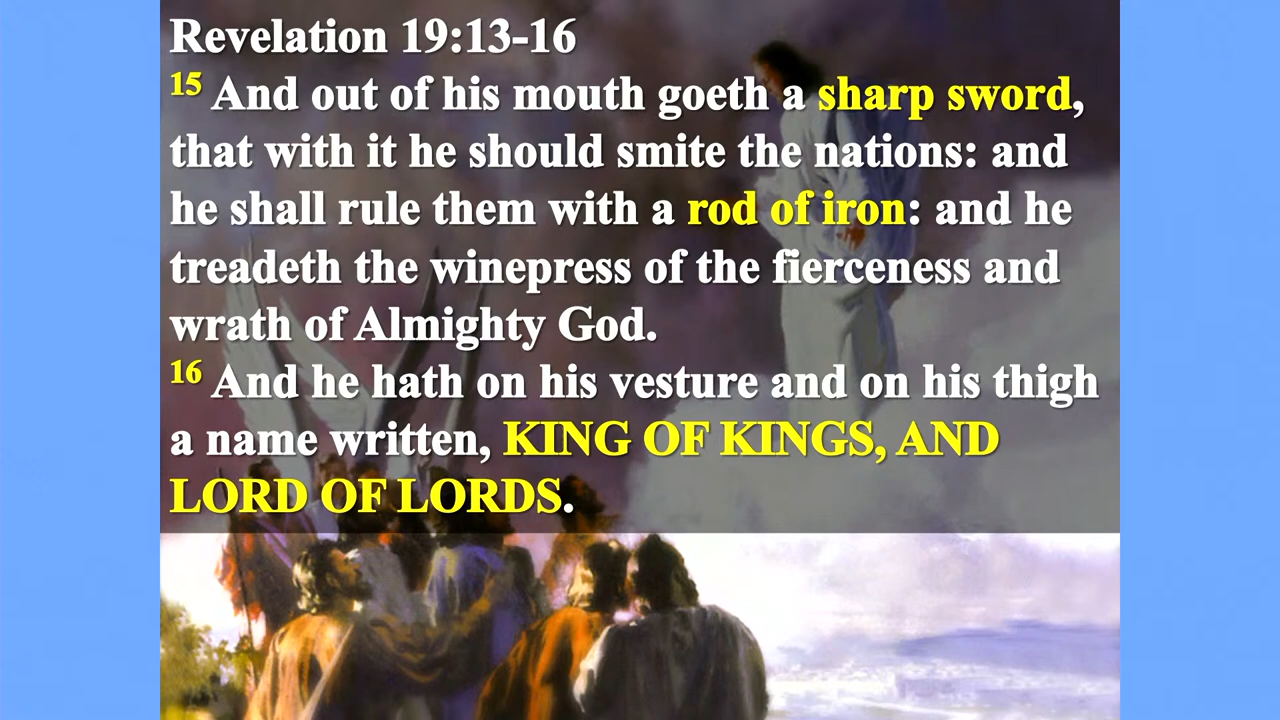 Revelation 19:13-16
15 And out of his mouth goeth a sharp sword,
that with it he should smite the nations: and
he shall rule them with a rod of iron: and he
treadeth the winepress of the fierceness and
wrath of Almighty God.
16 And he hath on his vesture and on his thigh
a name written, KING OF KINGS, AND
LORD OF LORDS.